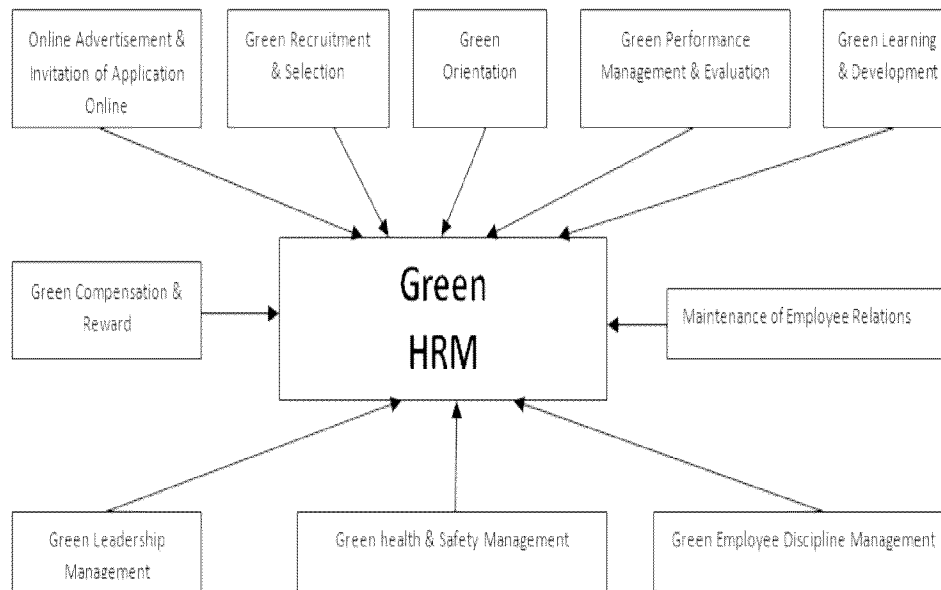 Online Advertisement &
Invitation of Application
Online
Green Recruitment
& Selection
Green
Orientation
Green Performance
Management & Evaluation
Green Learning
& Development
Green Compensation &
Reward
Green
HRM
Maintenance of Employee Relations
Green Leadership
Management
Green health & Safety Management
Green Employee Discipline Management